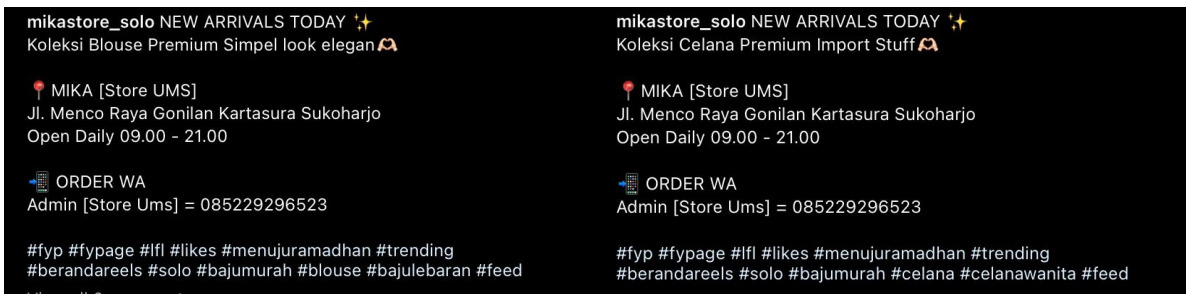 mikastore_solo NEW ARRIVALS TODAY ✨
Koleksi Blouse Premium Simpel look elegan🫶🏻
📍MIKA [Store UMS]
Jl. Menco Raya Gonilan Kartasura Sukoharjo
Open Daily 09.00 - 21.00
📲 ORDER WA
Admin [Store Ums] = 085229296523
#fyp #fypage #lfl #likes #menujuramadhan #trending
#berandareels #solo #bajumurah #blouse #bajulebaran #feed
mikastore_solo NEW ARRIVALS TODAY ✨
Koleksi Celana Premium Import Stuff🫶🏻
📍MIKA [Store UMS]
Jl. Menco Raya Gonilan Kartasura Sukoharjo
Open Daily 09.00 - 21.00
📲 ORDER WA
Admin [Store Ums] = 085229296523
#fyp #fypage #lfl #likes #menujuramadhan #trending
#berandareels #solo #bajumurah #celana #celanawanita #feed